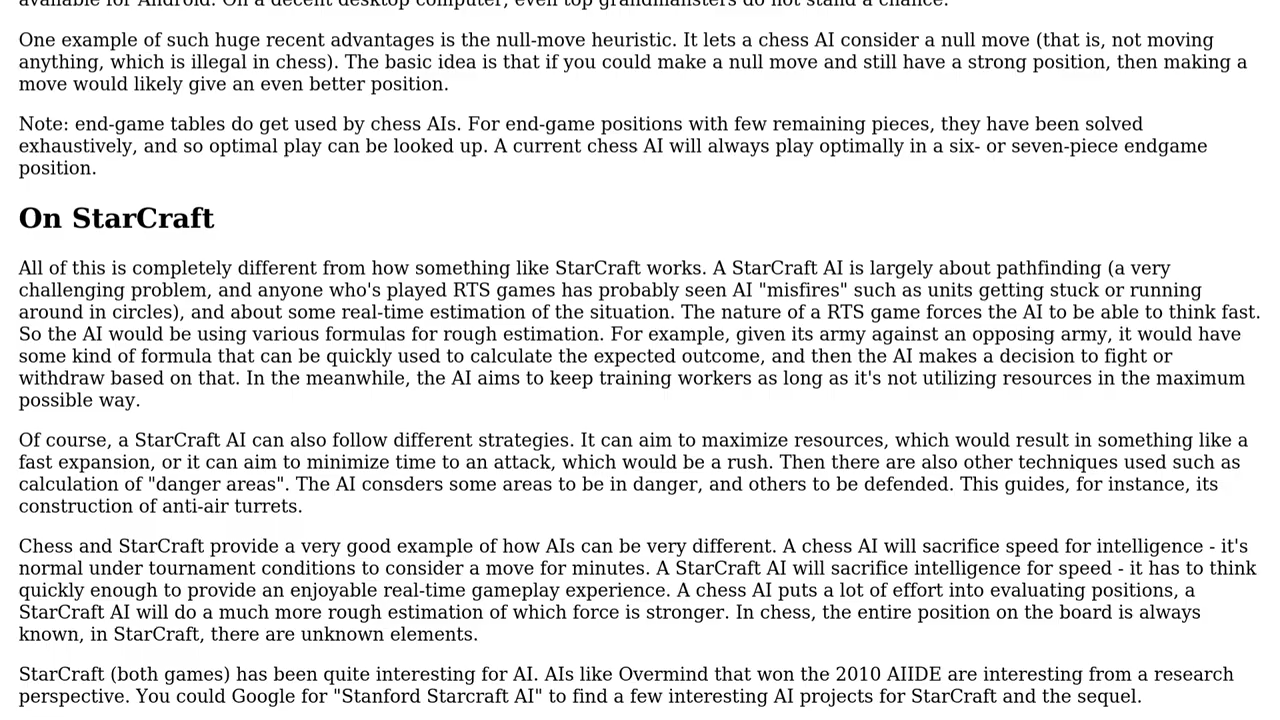 available for Android. On a decent desktop computer, even top grandmansters do not stand a chance.
One example of such huge recent advantages is the null-move heuristic. It lets a chess AI consider a null move (that is, not moving
anything, which is illegal in chess). The basic idea is that if you could make a null move and still have a strong position, then making a
move would likely give an even better position.
Note: end-game tables do get used by chess AIs. For end-game positions with few remaining pieces, they have been solved
exhaustively, and so optimal play can be looked up. A current chess AI will always play optimally in a six- or seven-piece endgame
position.
On StarCraft
All of this is completely different from how something like StarCraft works. A StarCraft AI is largely about pathfinding (a very
challenging problem, and anyone who's played RTS games has probably seen AI "misfires" such as units getting stuck or running
around in circles), and about some real-time estimation of the situation. The nature of a RTS game forces the AI to be able to think fast.
So the AI would be using various formulas for rough estimation. For example, given its army against an opposing army, it would have
some kind of formula that can be quickly used to calculate the expected outcome, and then the AI makes a decision to fight or
withdraw based on that. In the meanwhile, the AI aims to keep training workers as long as it's not utilizing resources in the maximum
possible way.
Of course, a StarCraft AI can also follow different strategies. It can aim to maximize resources, which would result in something like a
fast expansion, or it can aim to minimize time to an attack, which would be a rush. Then there are also other techniques used such as
calculation of "danger areas". The AI consders some areas to be in danger, and others to be defended. This guides, for instance, its
construction of anti-air turrets.
Chess and StarCraft provide a very good example of how AIs can be very different. A chess AI will sacrifice speed for intelligence - it's
normal under tournament conditions to consider a move for minutes. A StarCraft AI will sacrifice intelligence for speed - it has to think
quickly enough to provide an enjoyable real-time gameplay experience. A chess AI puts a lot of effort into evaluating positions, a
StarCraft AI will do a much more rough estimation of which force is stronger. In chess, the entire position on the board is always
known, in StarCraft, there are unknown elements.
StarCraft (both games) has been quite interesting for AI. AIs like Overmind that won the 2010 AIIDE are interesting from a research
perspective. You could Google for "Stanford Starcraft AI" to find a few interesting AI projects for StarCraft and the sequel.